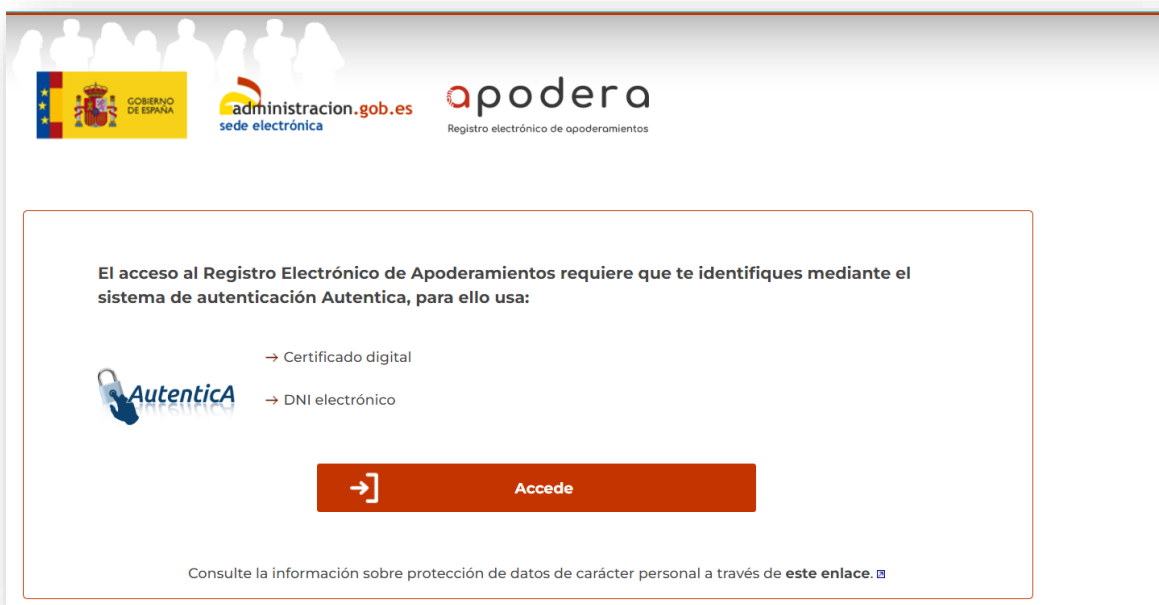 GOBIERNO
DE ESPAÑA
administracion.gob.es
sede electrónica
apodera
Registro electrónico de apoderamientos
El acceso al Registro Electrónico de Apoderamientos requiere que te identifiques mediante el
sistema de autenticación Autentica, para ello usa:
→ Certificado digital
AutenticA
→ DNI electrónico
Accede
Consulte la información sobre protección de datos de carácter personal a través de este enlace.